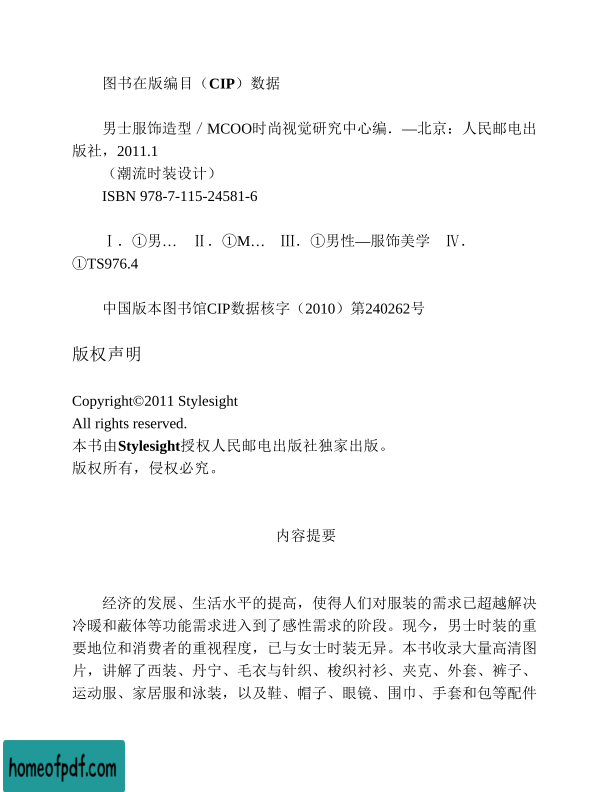 图书在版编目（CIP）数据
男士服饰造型／MCOO时尚视觉研究中心编．—北京：人民邮电出
版社，2011.1
（潮流时装设计）
ISBN 978-7-115-24581-6
Ⅰ．①男… Ⅱ．①M… Ⅲ．①男性—服饰美学 Ⅳ．
①TS976.4
中国版本图书馆CIP数据核字（2010）第240262号
版权声明
Copyright©2011 Stylesight
All rights reserved.
本书由Stylesight授权人民邮电出版社独家出版。
版权所有，侵权必究。
内容提要
经济的发展、生活水平的提高，使得人们对服装的需求已超越解决
冷暖和蔽体等功能需求进入到了感性需求的阶段。现今，男士时装的重
要地位和消费者的重视程度，已与女士时装无异。本书收录大量高清图
片，讲解了西装、丹宁、毛衣与针织、梭织衬衫、夹克、外套、裤子、
运动服、家居服和泳装，以及鞋、帽子、眼镜、围巾、手套和包等配件
homeofpdf.com